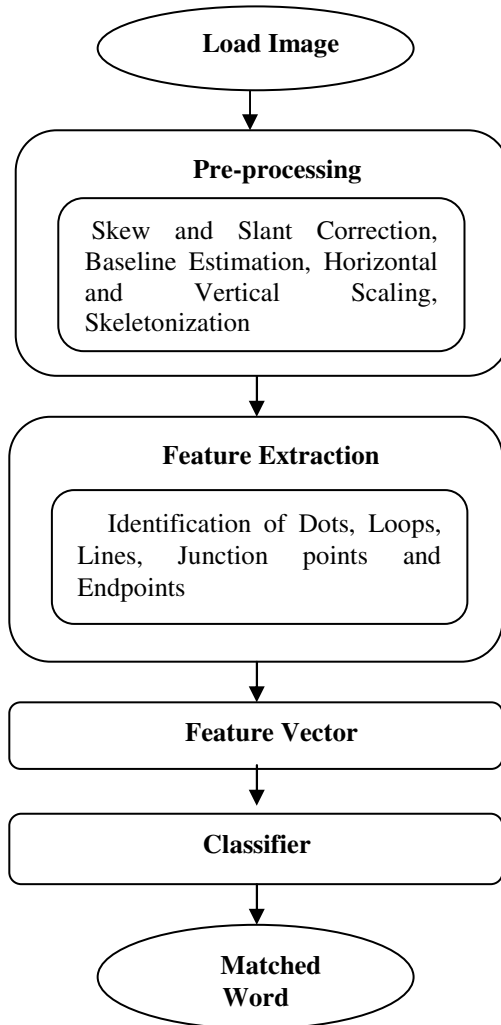 Load Image
Pre-processing
Skew and Slant Correction,
Baseline Estimation, Horizontal
and Vertical Scaling,
Skeletonization
Feature Extraction
Identification of Dots, Loops,
Lines, Junction points and
Endpoints
Feature Vector
Classifier
Matched
Word